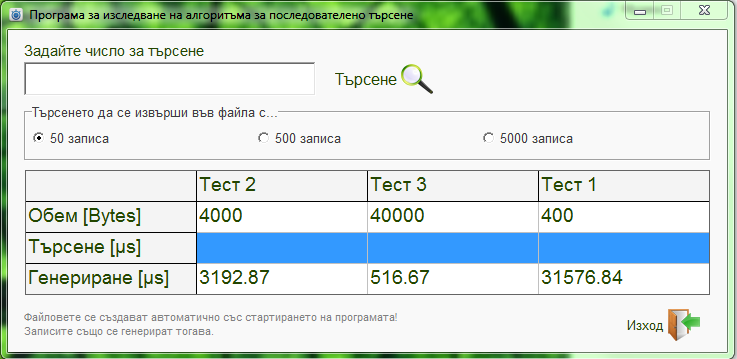 Програма за изследване на алгоритъма за последователено търсене
Задайте число за търсене
Търсене
Търсенето да се извърши във файла с...
50 записа 500 записа 5000 записа
Тест 2 Тест 3 Тест 1
Обем [Bytes] 4000 40000 400
Търсене [µs]
Генериране [µs] 3192.87 516.67 31576.84
Файловете се създават автоматично със стартирането на програмата!
Записите също се генерират тогава.
Изход